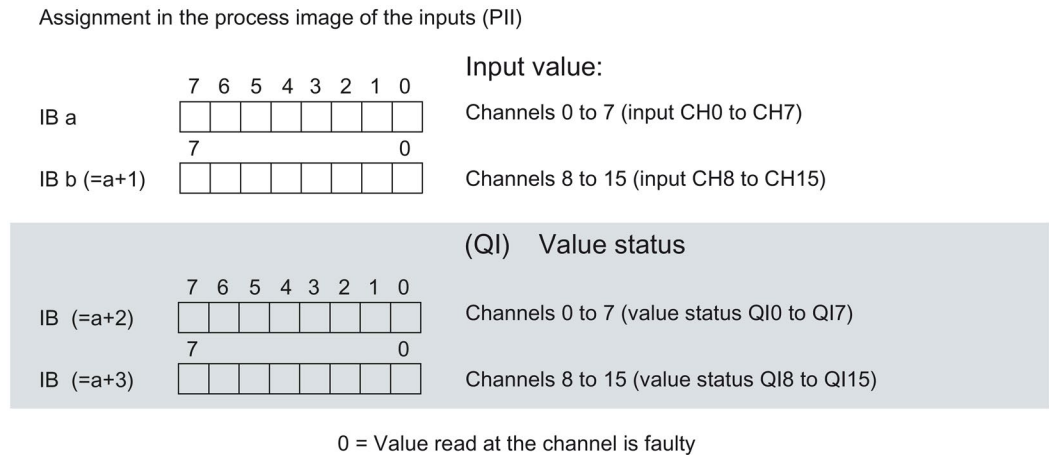 Assignment in the process image of the inputs (PII)
Input value:
7 6 5 4 3 2 1 0
IB a Channels 0 to 7 (input CH0 to CH7)
7 0
IB b (=a+1) Channels 8 to 15 (input CH8 to CH15)
(QI) Value status
7 6 5 4 3 2 1 0
IB (=a+2) Channels 0 to 7 (value status QI0 to QI7)
7 0
IB (=a+3) Channels 8 to 15 (value status QI8 to QI15)
0 = Value read at the channel is faulty